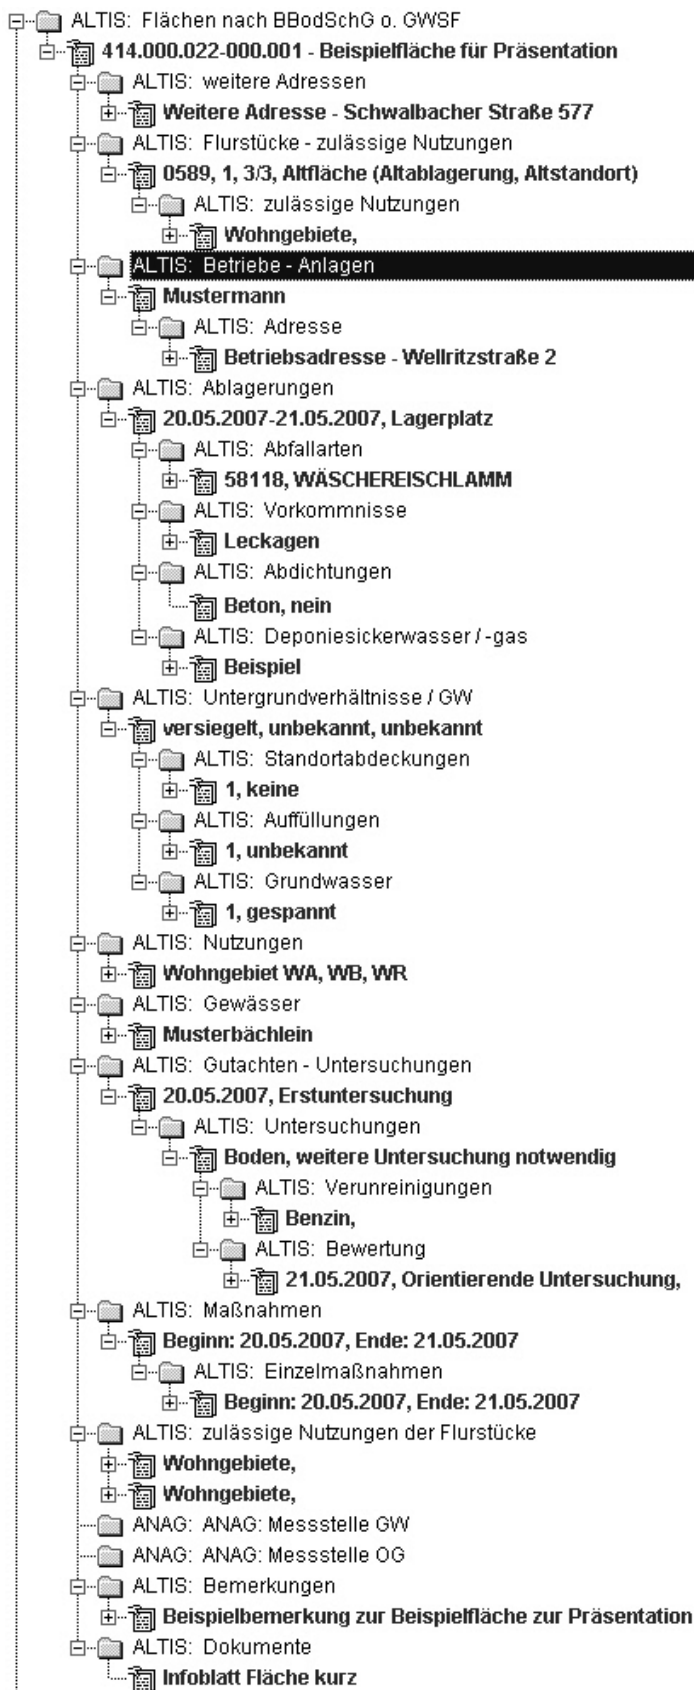 ALTIS: Flächen nach BBodSchG o. GWSF
414.000.022-000.001 - Beispielfläche für Präsentation
ALTIS: weitere Adressen
Weitere Adresse - Schwalbacher Straße 577
ALTIS: Flurstücke - zulässige Nutzungen
0589, 1, 3/3, Altfläche (Altablagerung, Altstandort)
ALTIS: zulässige Nutzungen
Wohngebiete,
ALTIS: Betriebe - Anlagen
Mustermann
ALTIS: Adresse
Betriebsadresse - Wellritzstraße 2
ALTIS: Ablagerungen
20.05.2007-21.05.2007, Lagerplatz
ALTIS: Abfallarten
58118, WÄSCHEREISCHLAMM
ALTIS: Vorkommnisse
Leckagen
ALTIS: Abdichtungen
Beton, nein
ALTIS: Deponiesickerwasser / -gas
Beispiel
ALTIS: Untergrundverhältnisse / GW
versiegelt, unbekannt, unbekannt
ALTIS: Standortabdeckungen
1, keine
ALTIS: Auffüllungen
1, unbekannt
ALTIS: Grundwasser
1, gespannt
ALTIS: Nutzungen
Wohngebiet WA, WB, WR
ALTIS: Gewässer
Musterbächlein
ALTIS: Gutachten - Untersuchungen
20.05.2007, Erstuntersuchung
ALTIS: Untersuchungen
Boden, weitere Untersuchung notwendig
ALTIS: Verunreinigungen
Benzin,
ALTIS: Bewertung
21.05.2007, Orientierende Untersuchung,
ALTIS: Maßnahmen
Beginn: 20.05.2007, Ende: 21.05.2007
ALTIS: Einzelmaßnahmen
Beginn: 20.05.2007, Ende: 21.05.2007
ALTIS: zulässige Nutzungen der Flurstücke
Wohngebiete,
Wohngebiete,
ANAG: ANAG: Messstelle GW
ANAG: ANAG: Messstelle OG
ALTIS: Bemerkungen
Beispielbemerkung zur Beispielfläche zur Präsentation
ALTIS: Dokumente
Infoblatt Fläche kurz